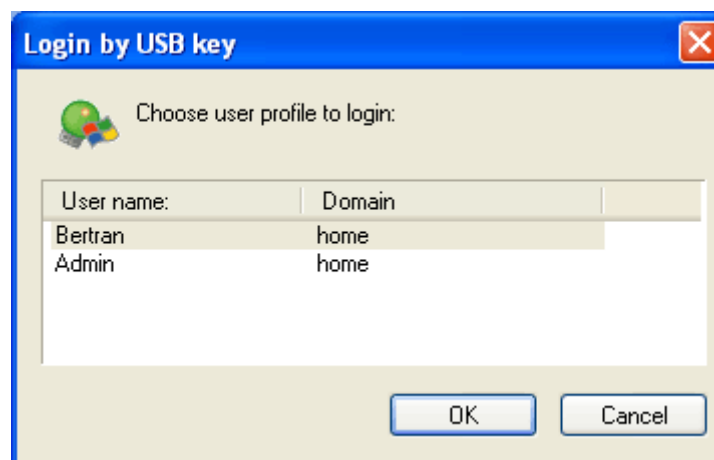 Login by USB key
Choose user profile to login:
User name: Domain
Bertran home
Admin home
OK Cancel